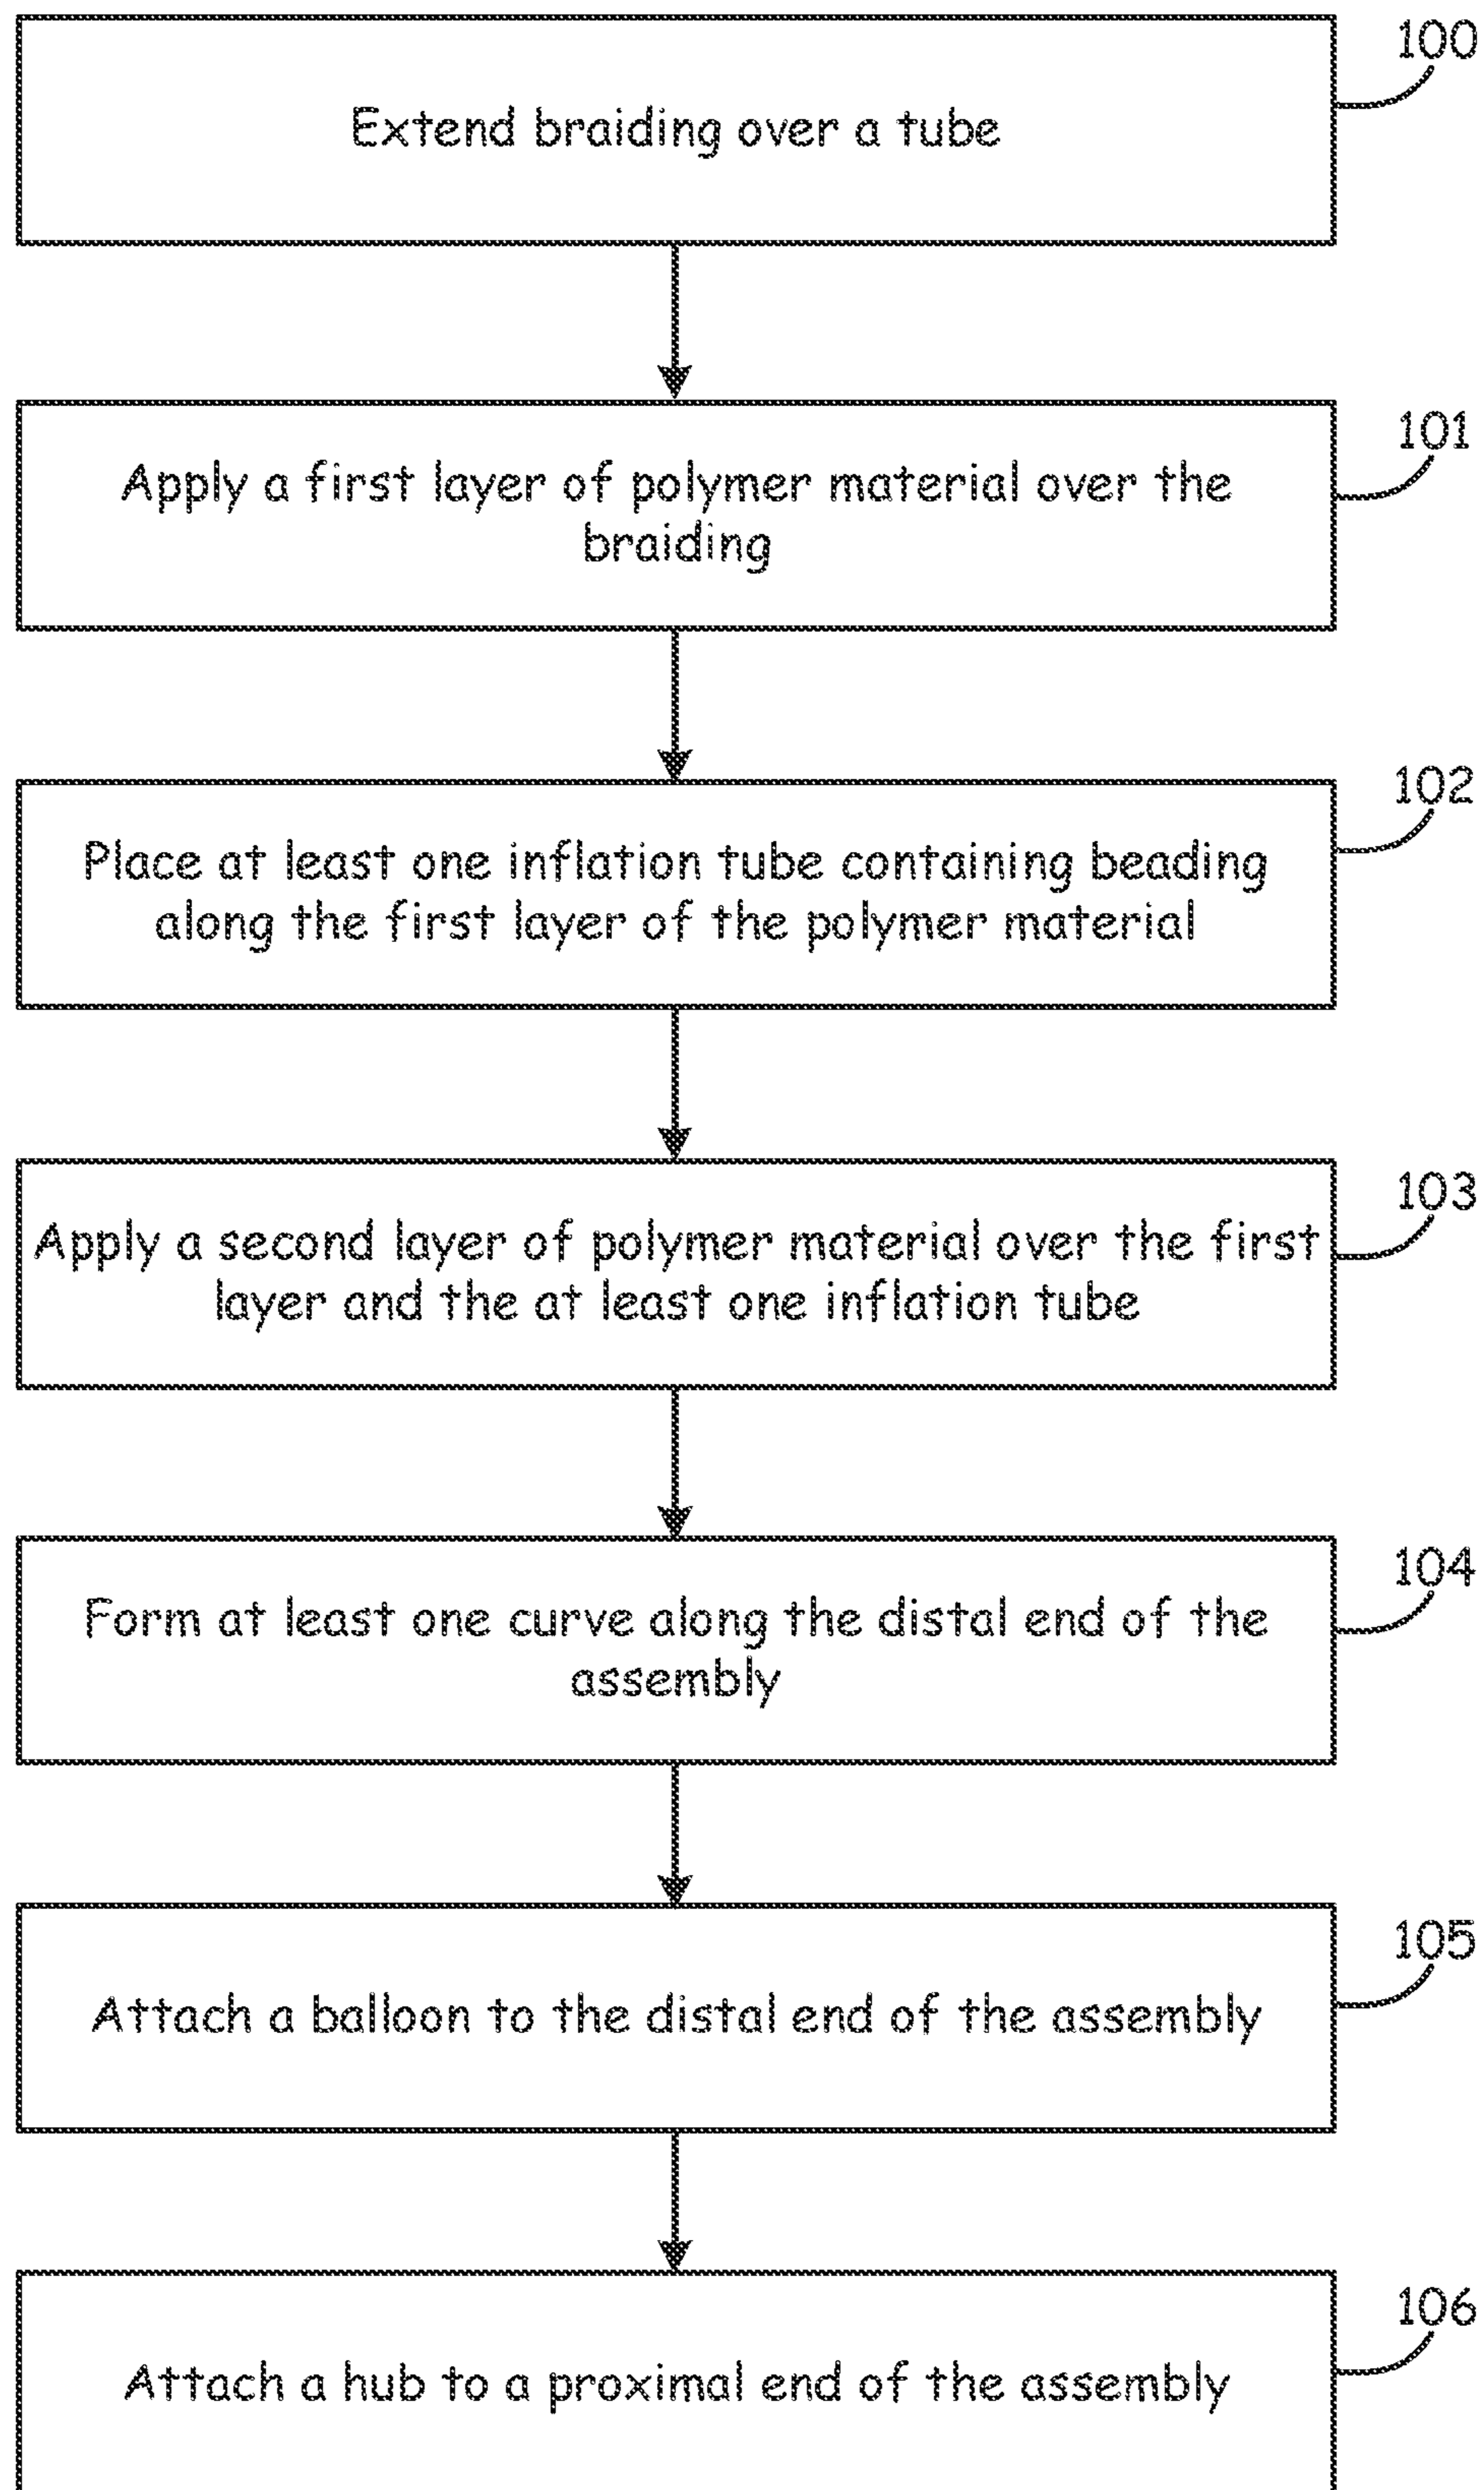 100
Extend braiding over a tube
101
Apply a first layer of polymer material over the
braiding
102
Place at least one inflation tube containing beading
along the first layer of the polymer material
103
Apply a second layer of polymer material over the first
layer and the at least one inflation tube
104
Form at least one curve along the distal end of the
assembly
105
Attach a balloon to the distal end of the assembly
106
Attach a hub to a proximal end of the assembly